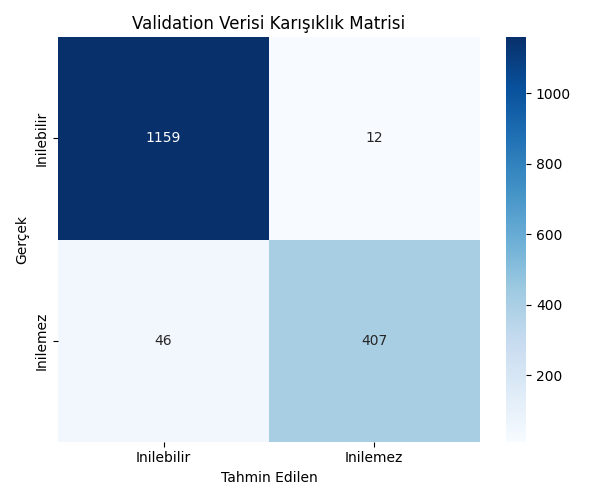 Validation Verisi Karışıklık Matrisi
Gerçek
Inilebilir
1159
12
Inilemez
46
407
Inilebilir
Inilemez
Tahmin Edilen
1000
800
600
400
200